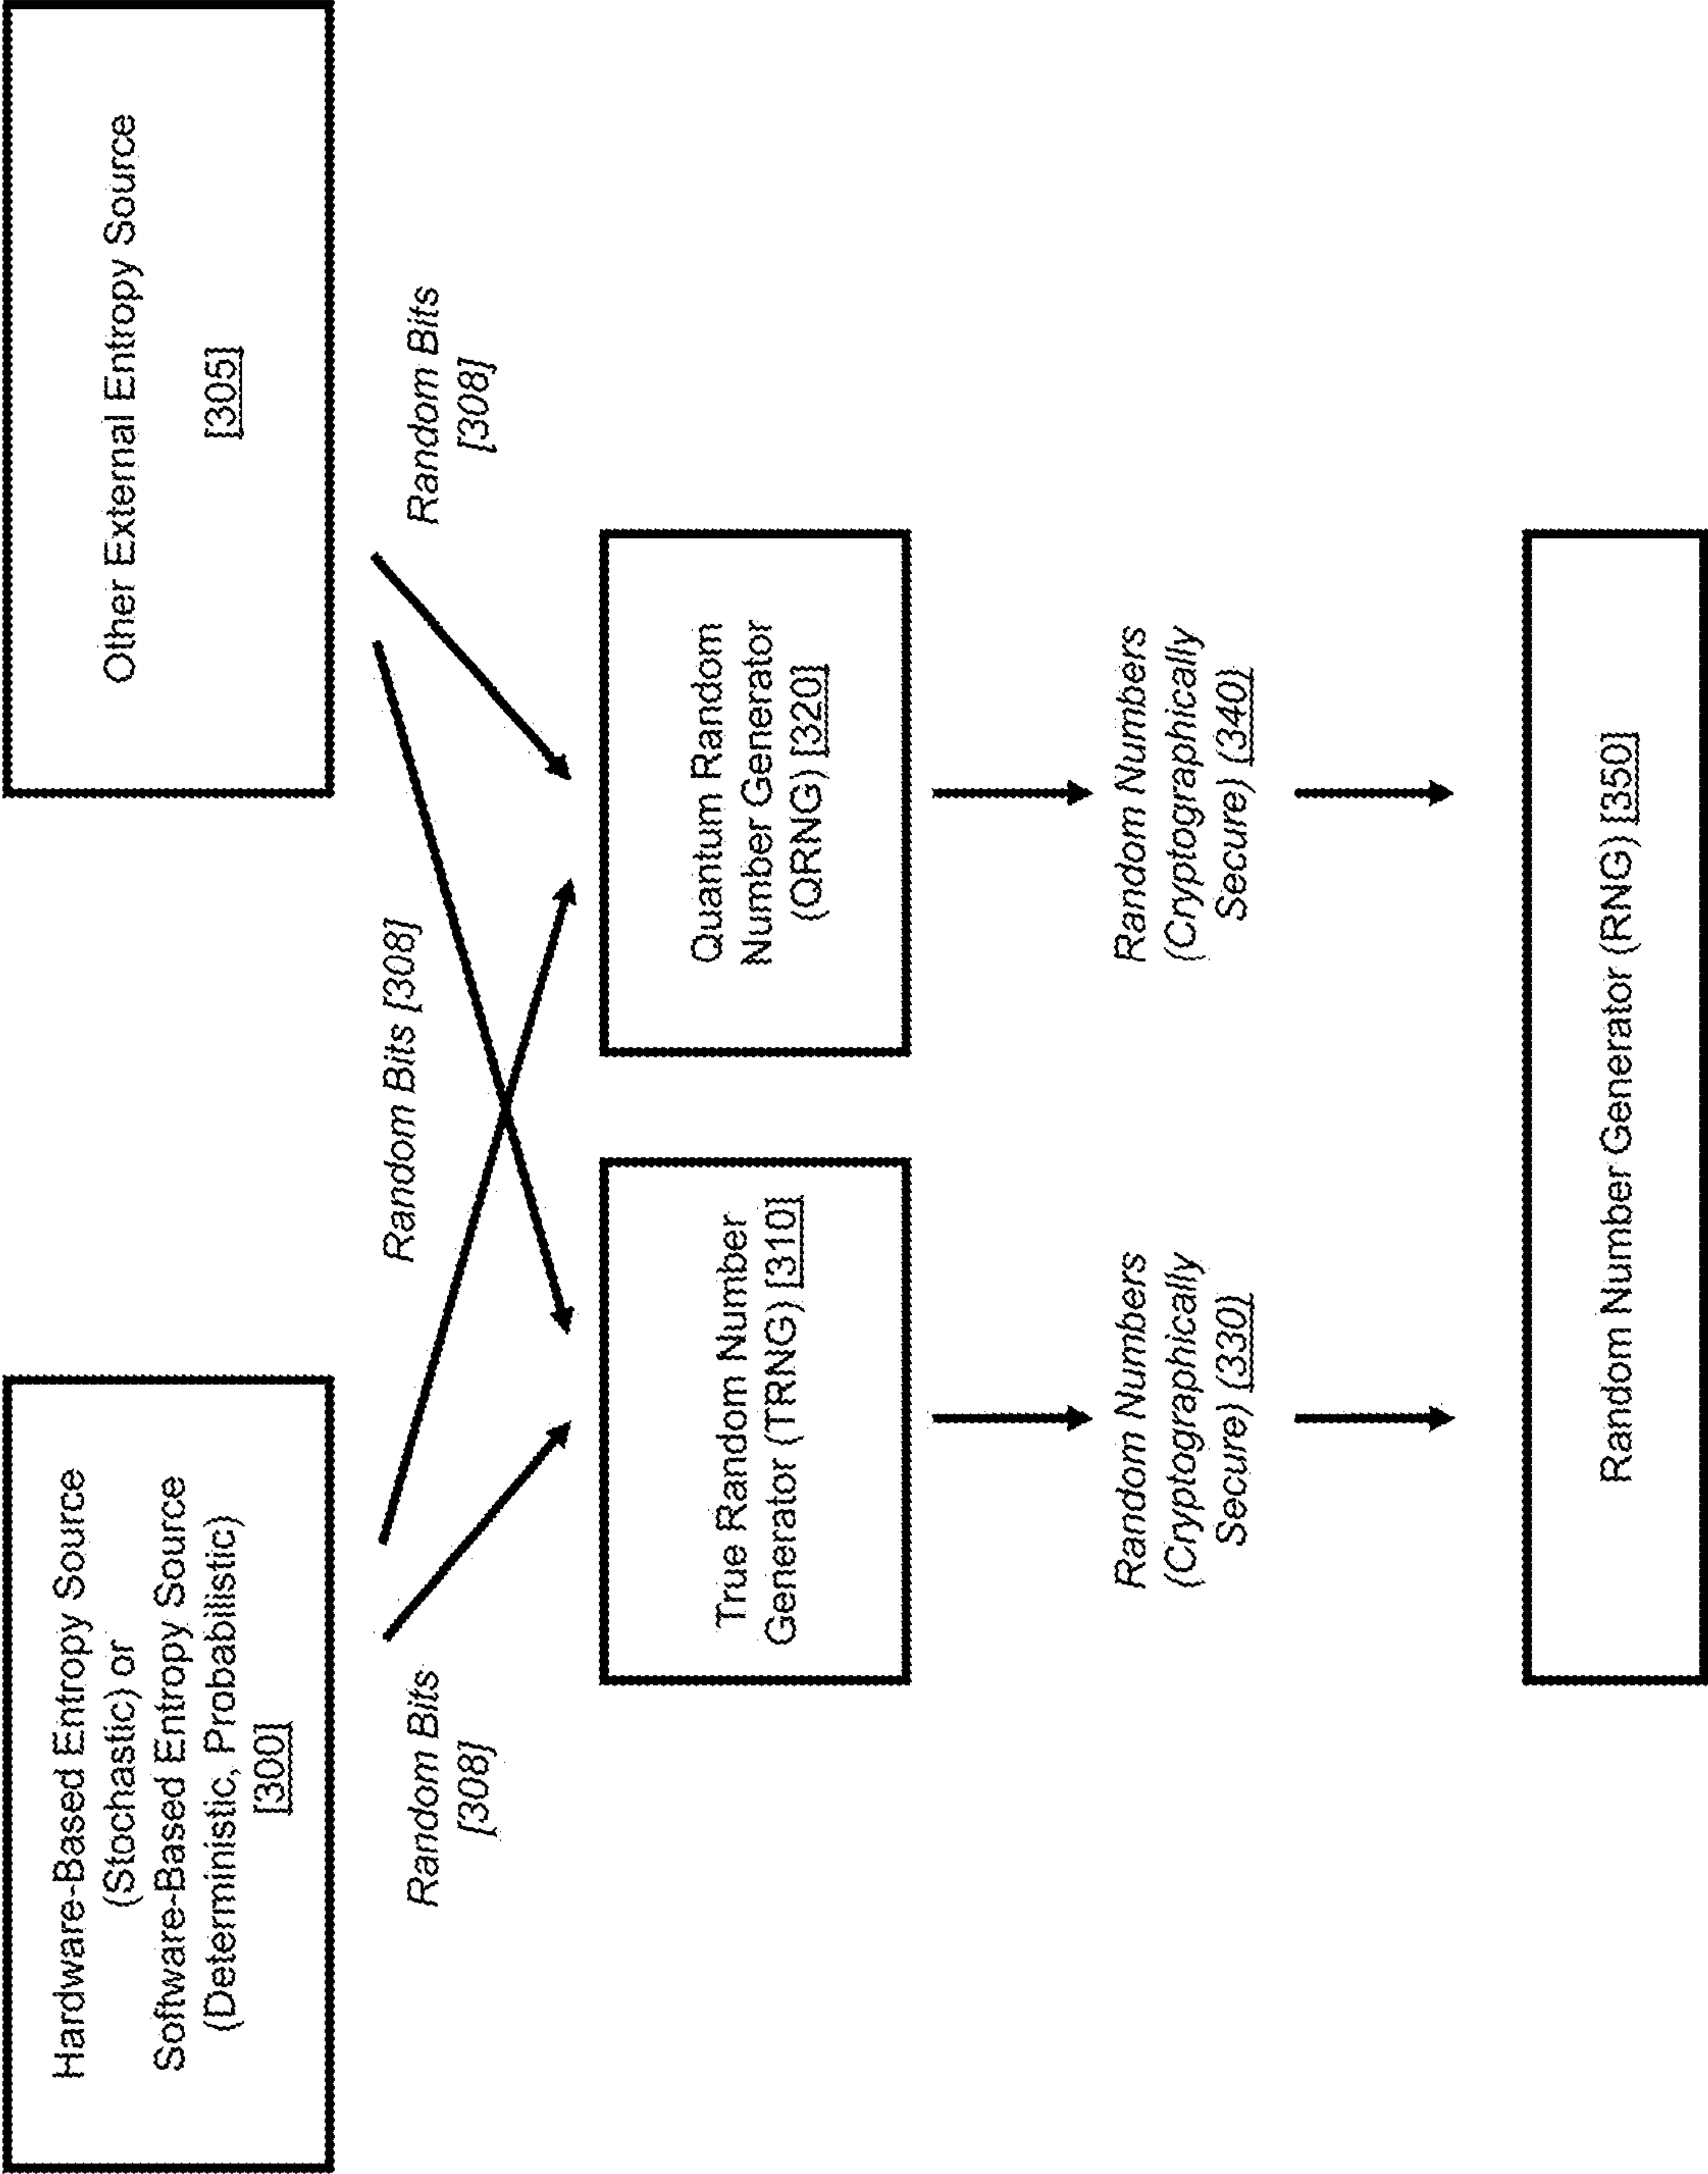 Hardware-Based Entropy Source
(Stochastic) or
Software-Based Entropy Source
(Deterministic, Probabilistic)
[300]
Other External Entropy Source
[305]
Random Bits
[308]
Random Bits [308]
Random Bits
[308]
True Random Number
Generator (TRNG) [310]
Quantum Random
Number Generator
(QRNG) [320]
Random Numbers
(Cryptographically
Secure) (330)
Random Numbers
(Cryptographically
Secure) (340)
Random Number Generator (RNG) [350]